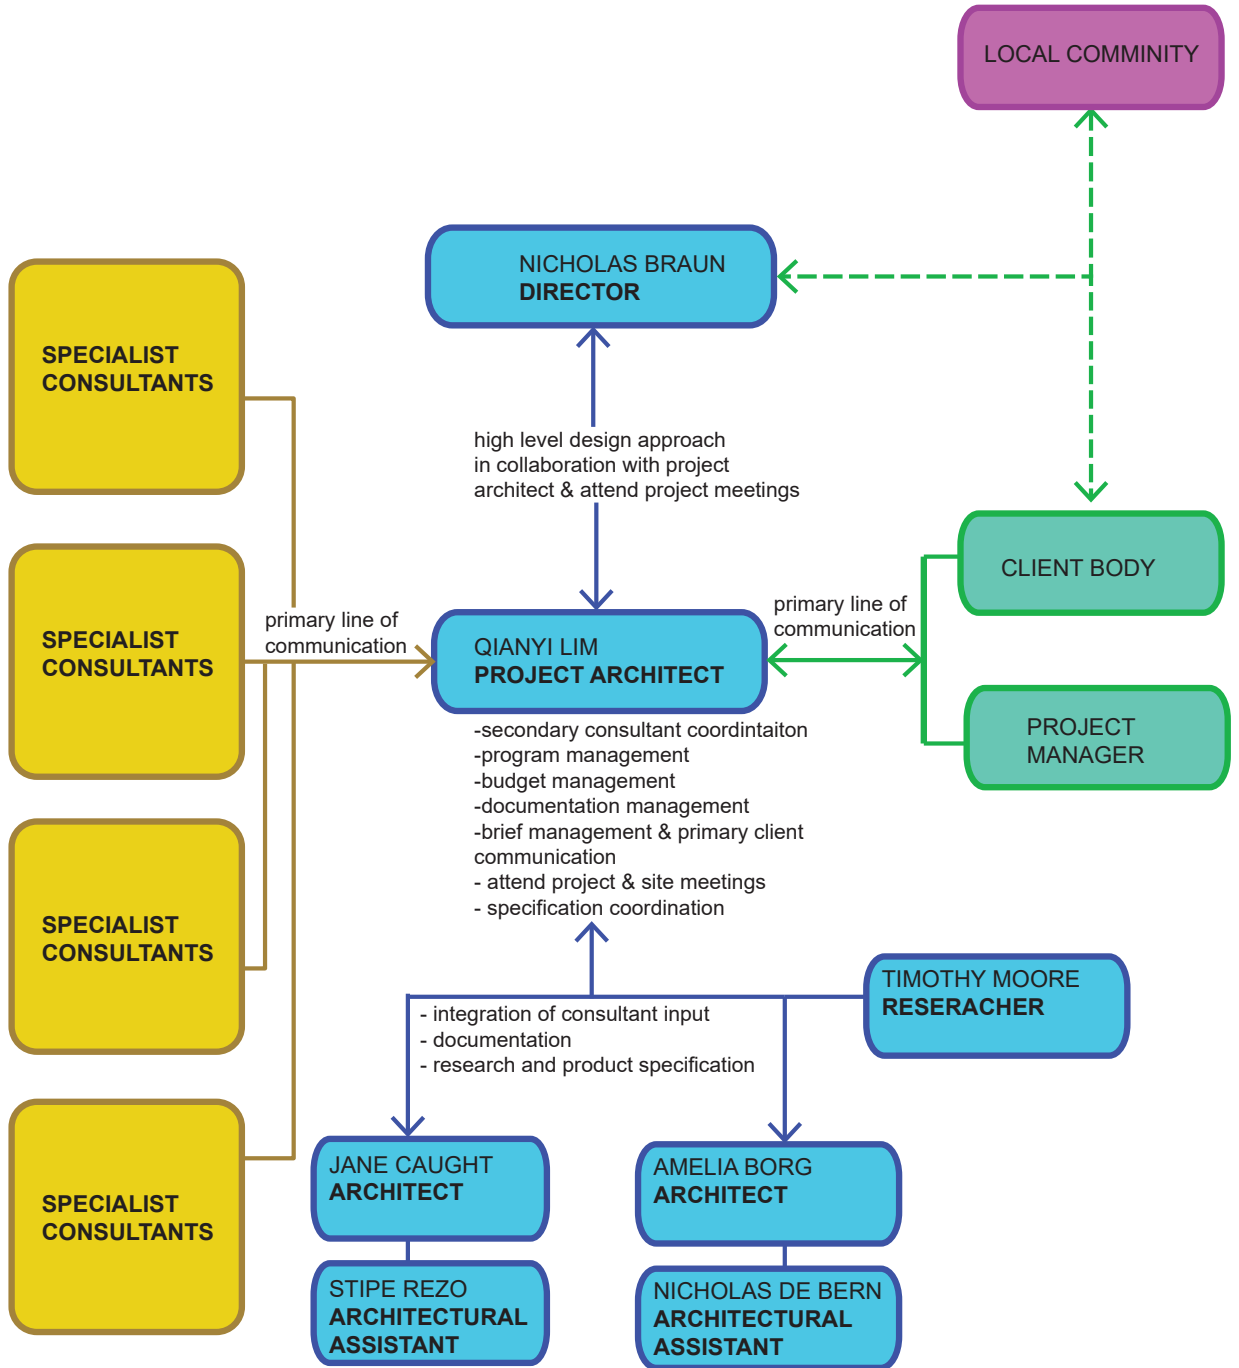 LOCAL COMMINITY
NICHOLAS BRAUN
DIRECTOR
SPECIALIST
CONSULTANTS
high level design approach
in collaboration with project
architect & attend project meetings
CLIENT BODY
SPECIALIST
CONSULTANTS
primary line of
communication
QIANYI LIM
PROJECT ARCHITECT
primary line of
communication
PROJECT
MANAGER
-secondary consultant coordintaiton
-program management
-budget management
-documentation management
-brief management & primary client
communication
- attend project & site meetings
- specification coordination
SPECIALIST
CONSULTANTS
TIMOTHY MOORE
RESERACHER
- integration of consultant input
- documentation
- research and product specification
SPECIALIST
CONSULTANTS
JANE CAUGHT
ARCHITECT
AMELIA BORG
ARCHITECT
STIPE REZO
ARCHITECTURAL
ASSISTANT
NICHOLAS DE BERN
ARCHITECTURAL
ASSISTANT